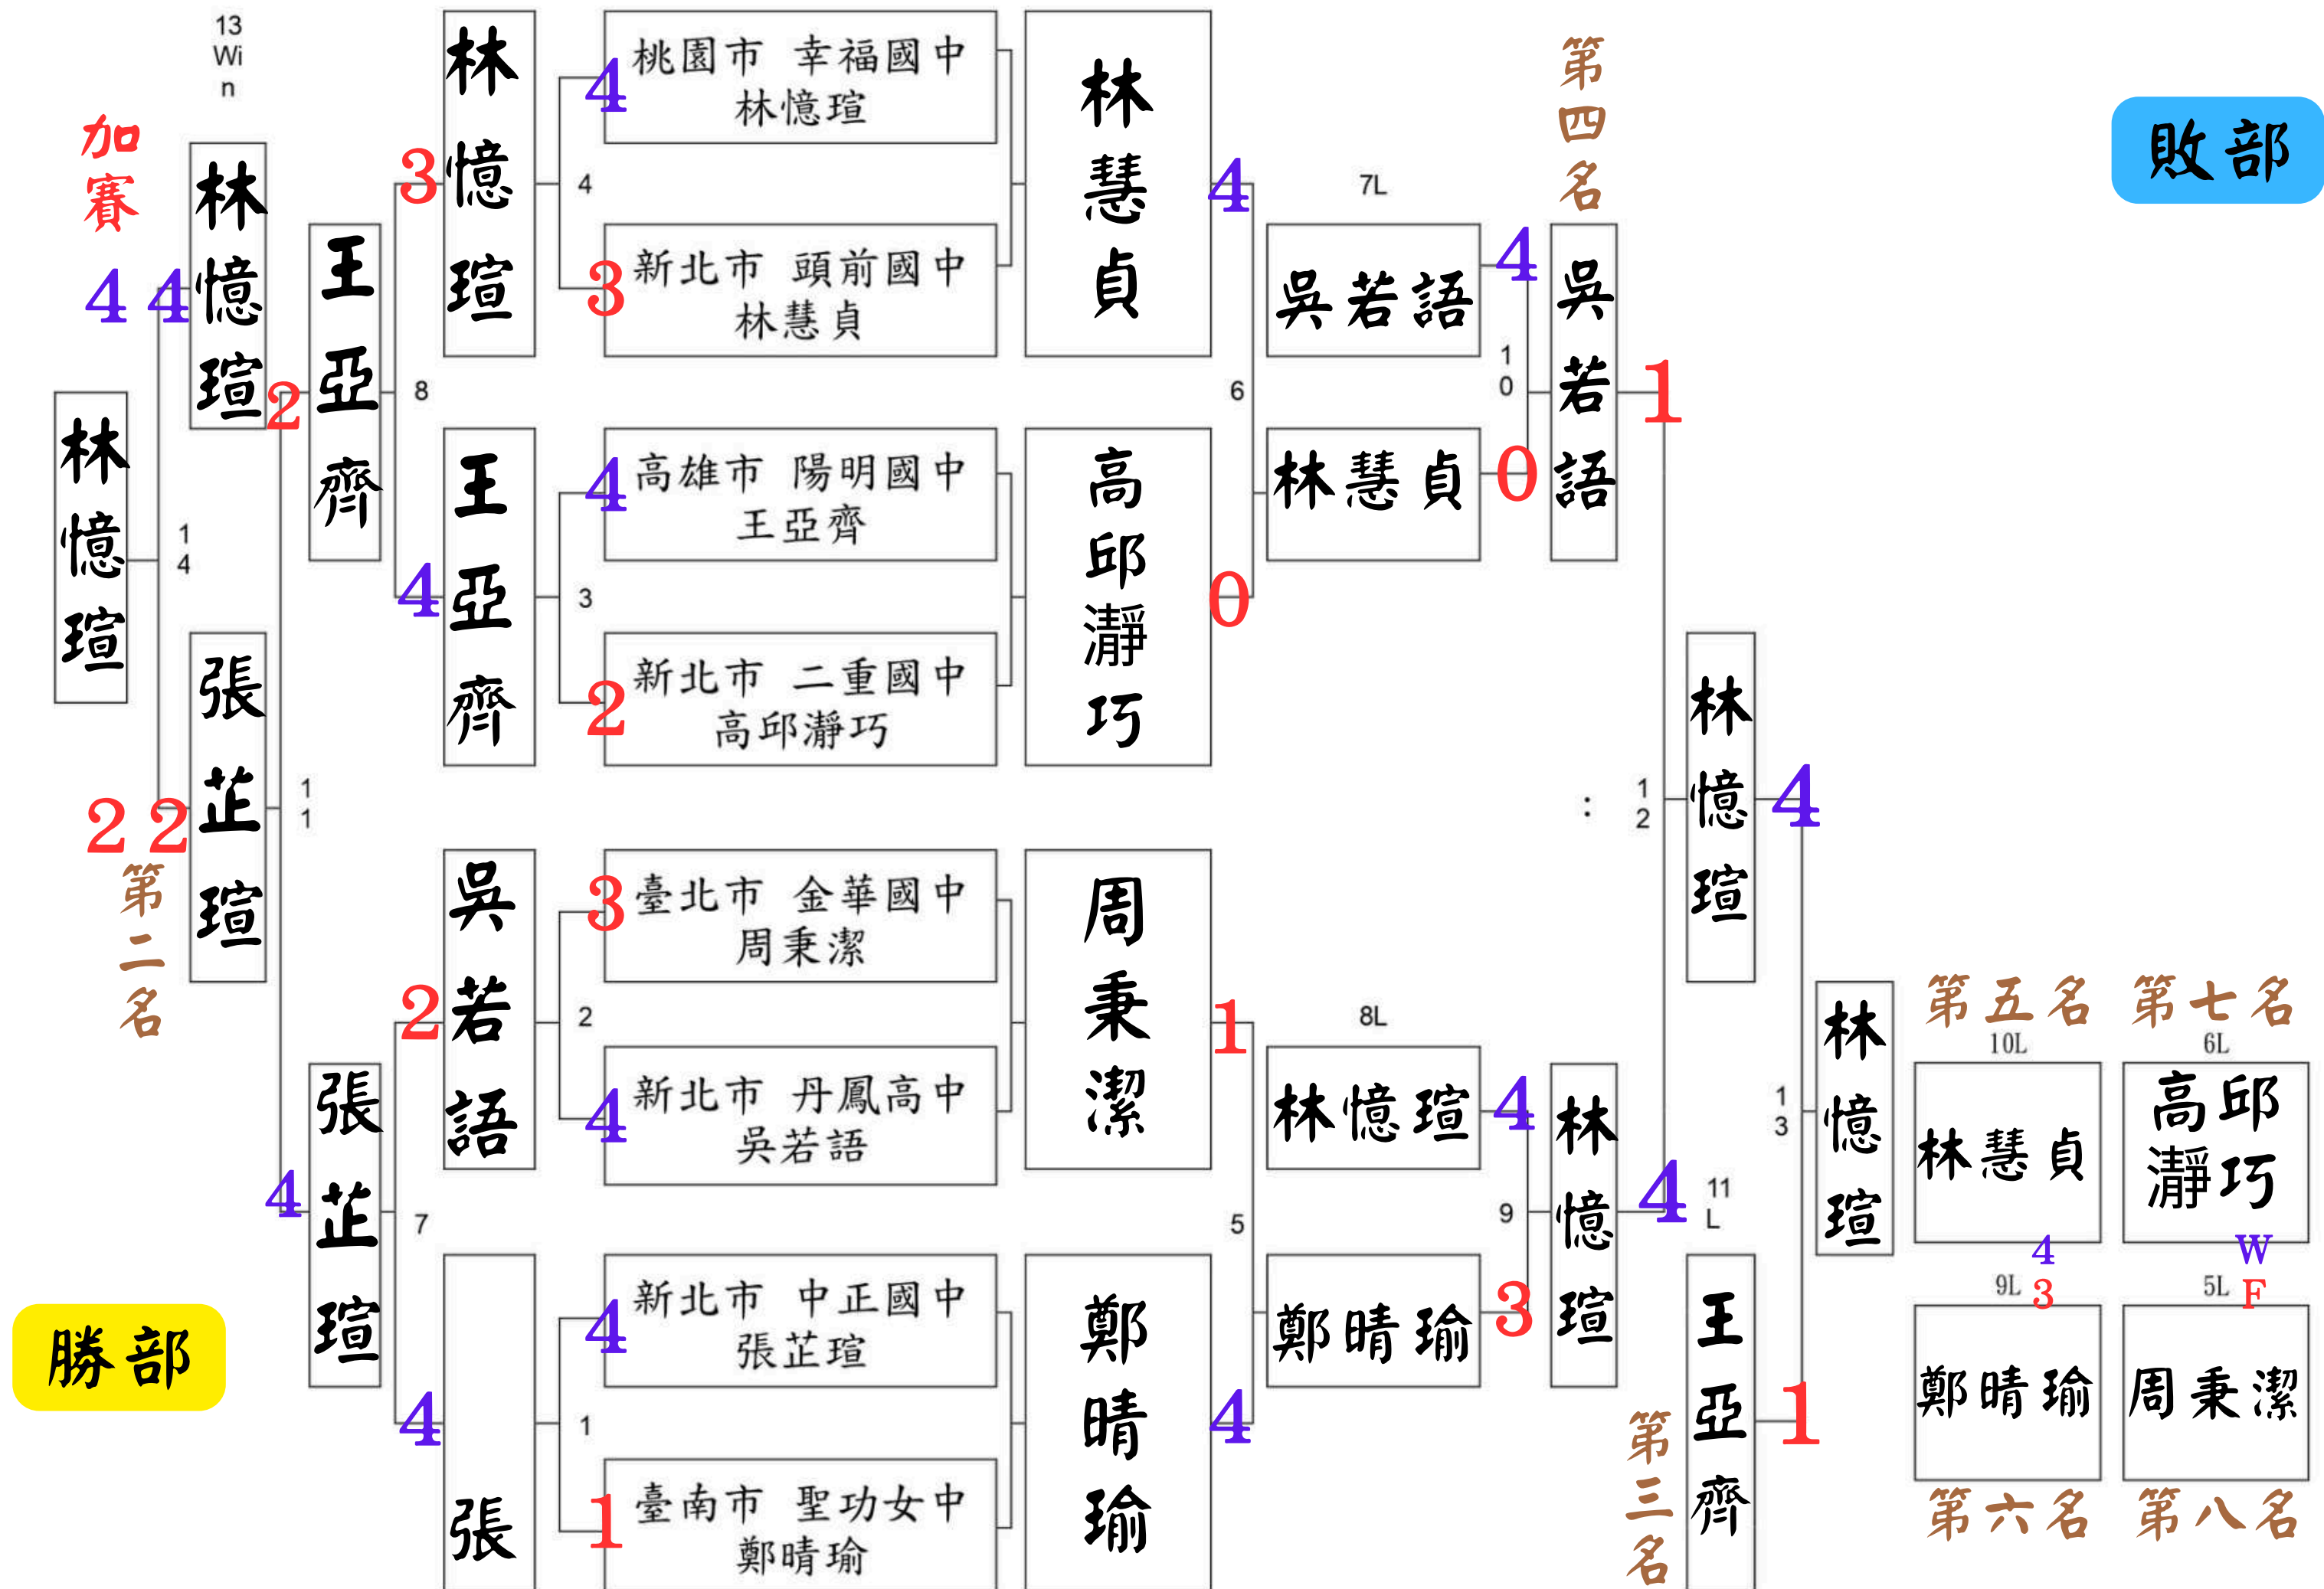 13
Wi
n
加
賽
4
4
林
憶
瑄
林
憶
瑄
1
4
2
2
第
二
名
張
芷
瑄
1
1
2
王
亞
齊
4
張
芷
瑄
勝部
3
林
憶
瑄
8
4
王
亞
齊
2
吳
若
語
7
4
張
4
桃園市 幸福國中
林憶瑄
4
3
新北市 頭前國中
林慧貞
4
高雄市 陽明國中
王亞齊
3
2
新北市 二重國中
高邱瀞巧
3
臺北市 金華國中
周秉潔
2
4
新北市 丹鳳高中
吳若語
4
新北市 中正國中
張芷瑄
1
1
臺南市 聖功女中
鄭晴瑜
林
慧
貞
4
6
高
邱
瀞
巧
0
周
秉
潔
1
5
鄭
晴
瑜
4
7L
吳若語
4
1
0
林慧貞
0
8L
林憶瑄
4
9
鄭晴瑜
3
第
四
名
吳
若
語
1
:
1
2
林
憶
瑄
4
林
憶
瑄
4
11
L
王
亞
齊
1
第
三
名
1
3
林
憶
瑄
敗部
第五名 第七名
10L 6L
林慧貞
高邱
瀞巧
4 W
3 F
9L 5L
鄭晴瑜 周秉潔
第六名 第八名